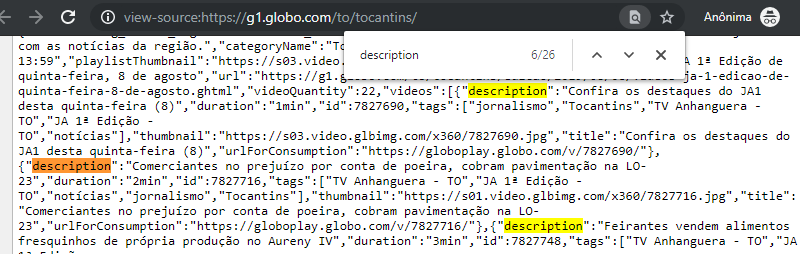 view-source:https://g1.globo.com/to/tocantins/
Anônima
description
6/26
com as notícias da região.","categoryName":"To
13:59","playlistThumbnail":"https://s03.video.
JA 1ª Edição de
quinta-feira, 8 de agosto","url":"https://g1.
ja-1-edicao-de-
quinta-feira-8-de-agosto.ghtml","videoQuantity":22,"videos":[{"description":"Confira os destaques do JA1
desta quinta-feira (8)","duration":"1min","id":7827690,"tags":["jornalismo","Tocantins","TV Anhanguera -
TO","JA 1ª Edição -
TO","notícias"],"thumbnail":"https://s03.video.glbimg.com/x360/7827690.jpg","title":"Confira os destaques do
JA1 desta quinta-feira (8)","urlForConsumption":"https://globoplay.globo.com/v/7827690/"},
{"description":"Comerciantes no prejuízo por conta de poeira, cobram pavimentação na LO-
23","duration":"2min","id":7827716,"tags":["TV Anhanguera - TO","JA 1ª Edição -
TO","notícias","jornalismo","Tocantins"],"thumbnail":"https://s01.video.glbimg.com/x360/7827716.jpg","title":
"Comerciantes no prejuízo por conta de poeira, cobram pavimentação na LO-
23","urlForConsumption":"https://globoplay.globo.com/v/7827716/"},{"description":"Feirantes vendem alimentos
fresquinhos de própria produção no Aureny IV","duration":"3min","id":7827748,"tags":["TV Anhanguera - TO","JA